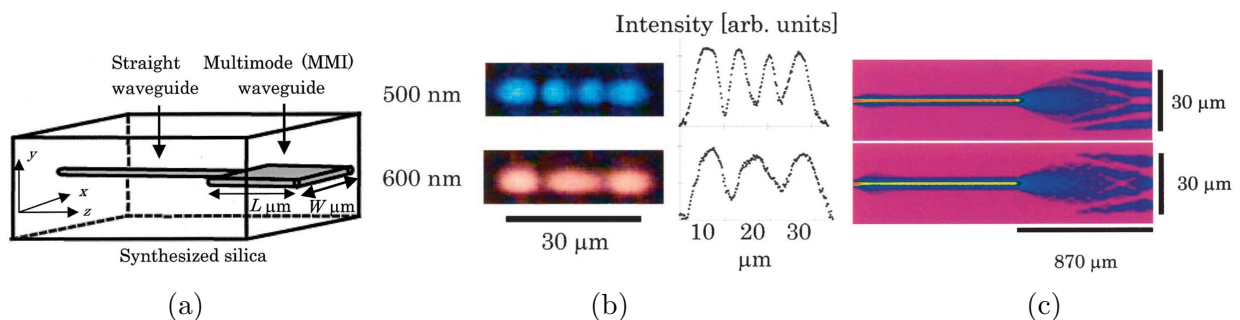 Straight
waveguide
Multimode (MMI)
waveguide
y
x
z
L μm
W μm
Synthesized silica
(a)
Intensity [arb. units]
500 nm
600 nm
30 μm
10 20 30
μm
(b)
30 μm
30 μm
870 μm
(c)